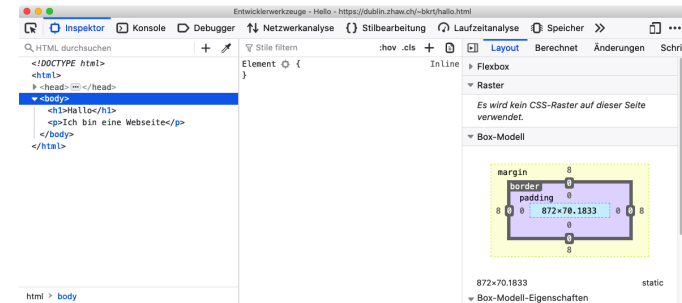 Entwicklerwerkzeuge - Hello - https://dublin.zhaw.ch/~bkrt/hallo.html
Inspektor Konsole Debugger Netzwerkanalyse {} Stilbearbeitung Laufzeitanalyse Speicher
HTML durchsuchen +
<!DOCTYPE html>
<html>
<head> ••• </head>
<body>
<h1>Hallo</h1>
<p>Ich bin eine Webseite</p>
</body>
</html>
html > body
Stile filtern :hov .cls +
Element { Inline
}
Layout Berechnet Änderungen Schri
Flexbox
Raster
Es wird kein CSS-Raster auf dieser Seite
verwendet.
Box-Modell
margin 8
border 0
padding 0
8 0 0 872×70.1833 0 0 8
0
0
8
872×70.1833 static
Box-Modell-Eigenschaften